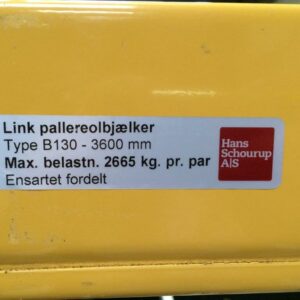 Link pallereolbjælker
Type B130 - 3600 mm
Max. belastn. 2665 kg. pr. par
Ensartet fordelt
Hans
Schourup
A|S